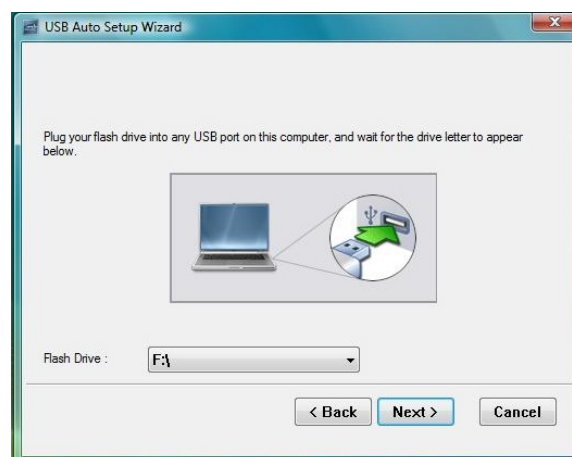 USB Auto Setup Wizard
Plug your flash drive into any USB port on this computer, and wait for the drive letter to appear
below.
Flash Drive :
F:\
< Back
Next >
Cancel